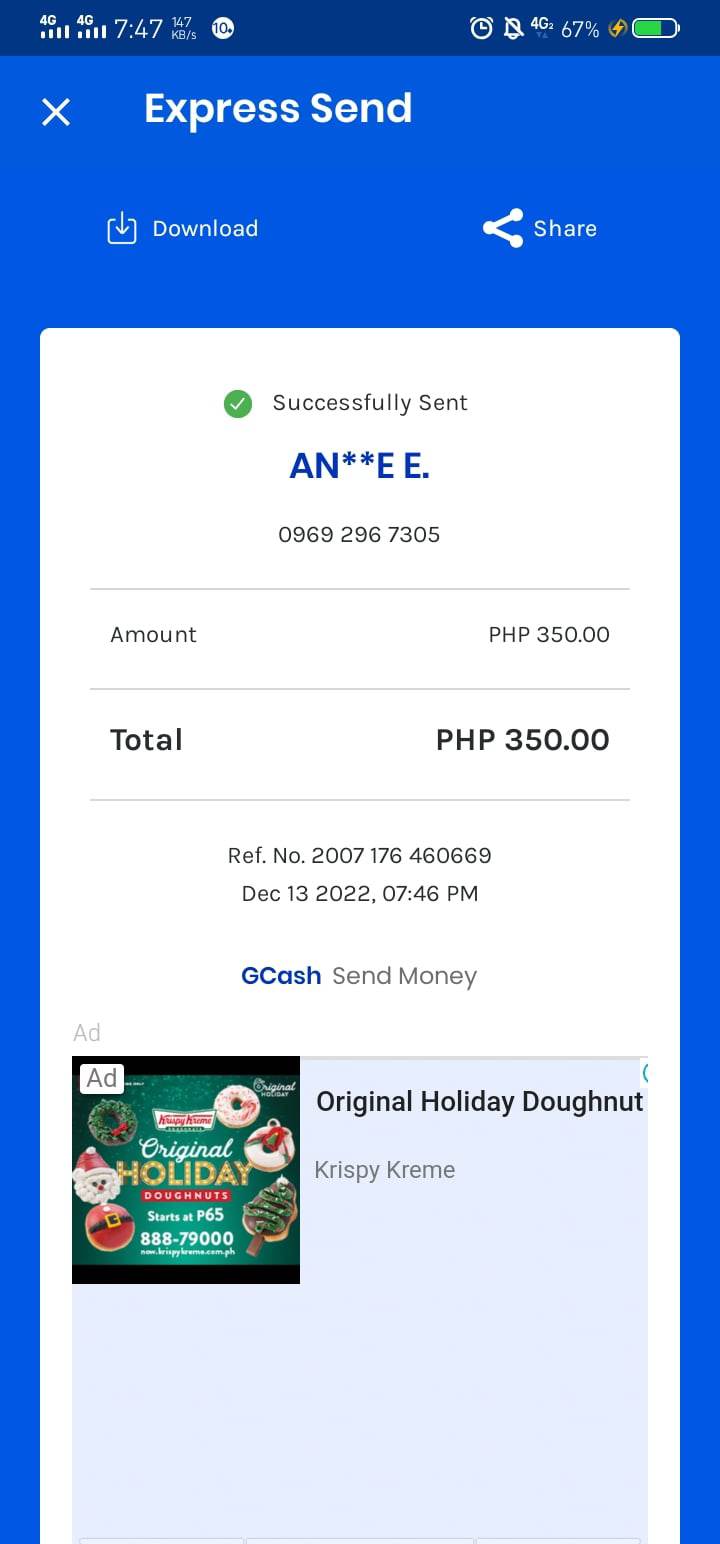 4G 4G 7:47 147 KB/s 10+ 4G2 67%
Express Send
Download Share
Successfully Sent
AN**E E.
0969 296 7305
Amount PHP 350.00
Total PHP 350.00
Ref. No. 2007 176 460669
Dec 13 2022, 07:46 PM
GCash Send Money
Ad
Ad
Original HOLIDAY
Krispy Kreme
DOUGHNUTS
Original
HOLIDAY
DOUGHNUTS
Starts at P65
888-79000
now.krispykreme.com.ph
Original Holiday Doughnut
Krispy Kreme